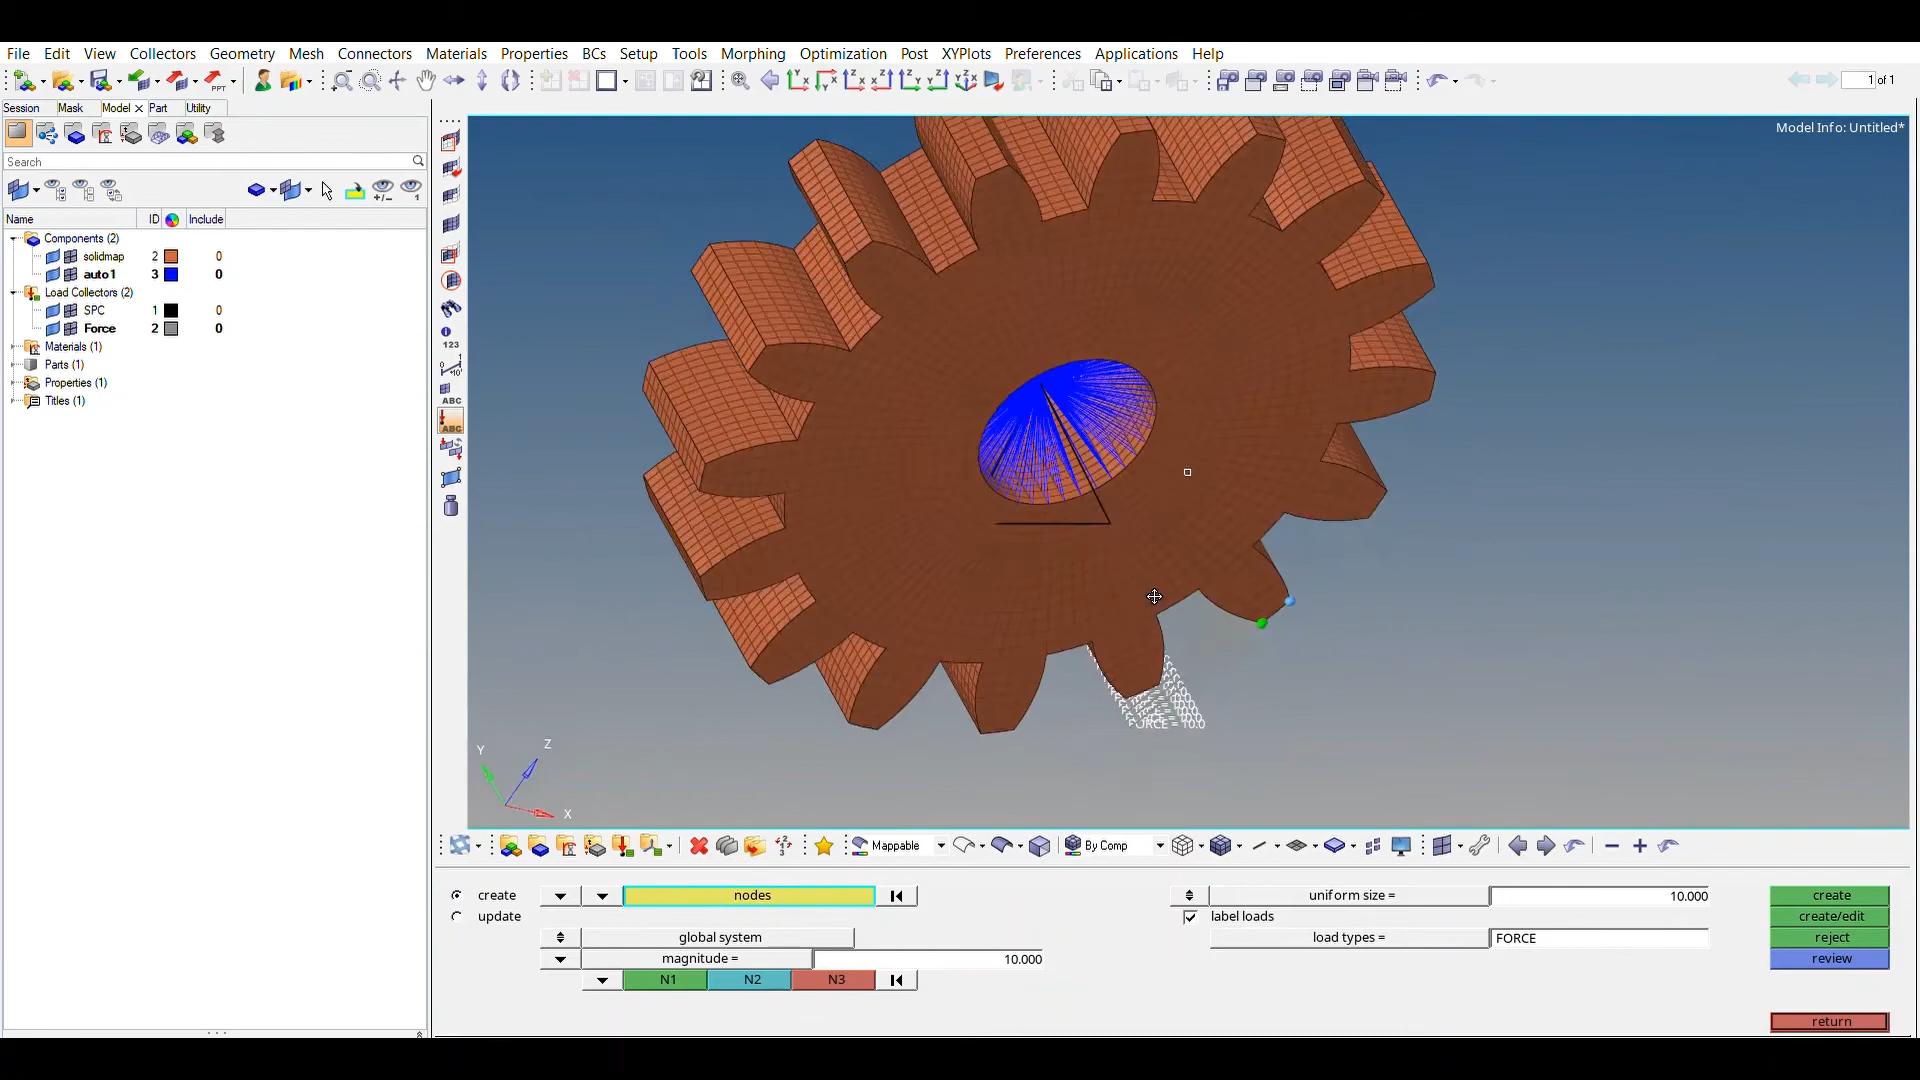 File Edit View Collectors Geometry Mesh Connectors Materials Properties BCs Setup Tools Morphing Optimization Post XYPlots Preferences Applications Help
1 of 1
Session Mask Model Part Utility
Search
Name ID Include
Components (2)
solidmap 2 0
auto1 3 0
Load Collectors (2)
SPC 1 0
Force 2 0
Materials (1)
Parts (1)
Properties (1)
Titles (1)
123
ABC
ABC
Model Info: Untitled*
FORCE = 10.0
Y Z X
Mappable By Comp
create nodes uniform size = 10.000 create
update label loads create/edit
global system load types = FORCE reject
magnitude = 10.000 review
N1 N2 N3
return